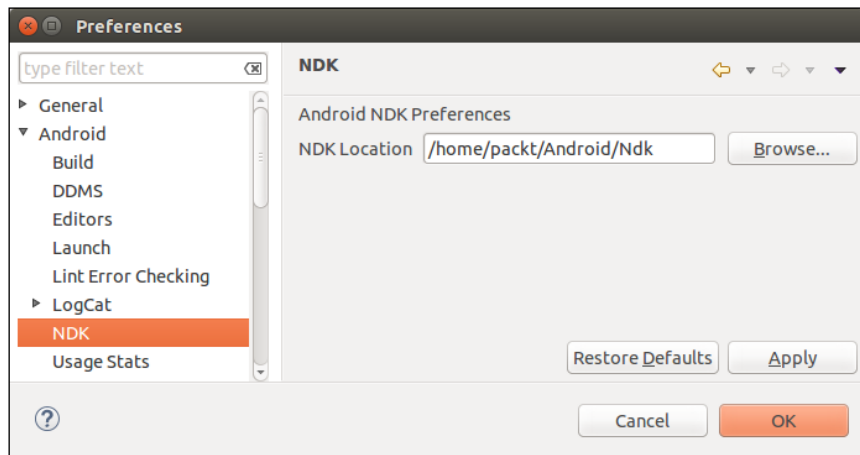 Preferences
type filter text
General
Android
Build
DDMS
Editors
Launch
Lint Error Checking
LogCat
NDK
Usage Stats
NDK
Android NDK Preferences
NDK Location /home/packt/Android/Ndk Browse...
Restore Defaults Apply
? Cancel OK